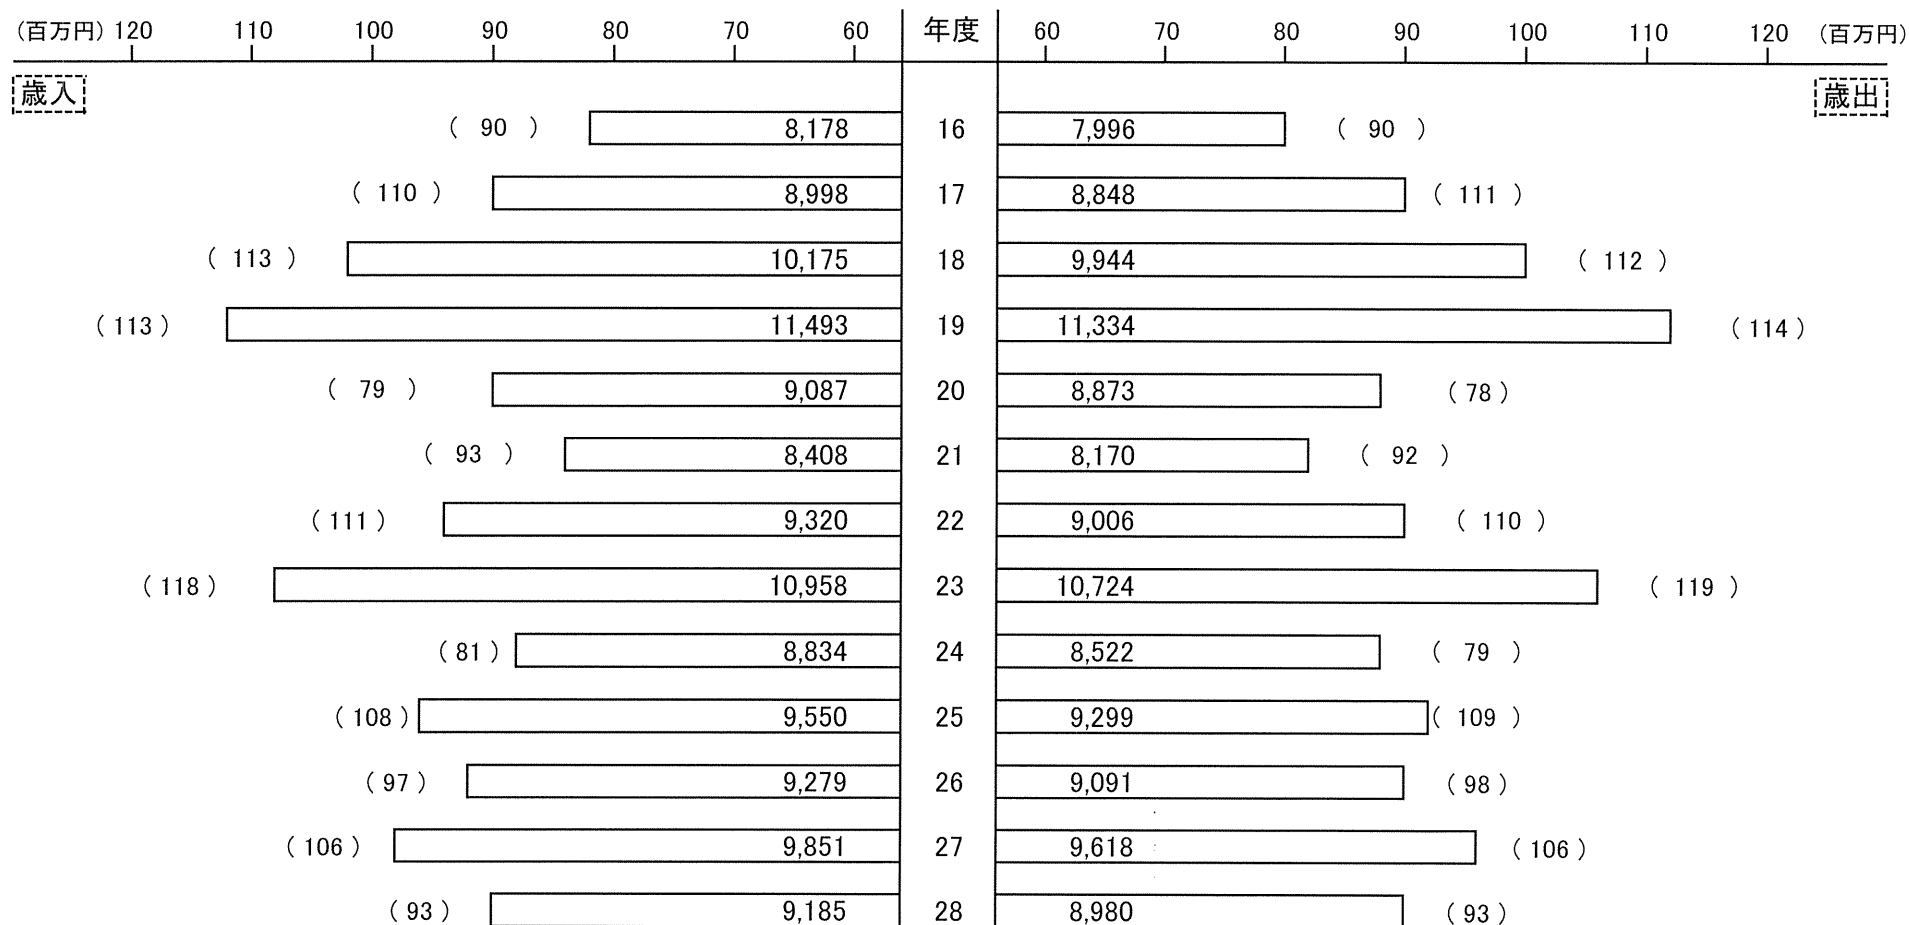 (百万円) 120 110 100 90 80 70 60 年度 60 70 80 90 100 110 120 (百万円)
歳入 歳出
( 90 ) 8,178 16 7,996 ( 90 )
( 110 ) 8,998 17 8,848 ( 111 )
( 113 ) 10,175 18 9,944 ( 112 )
( 113 ) 11,493 19 11,334 ( 114 )
( 79 ) 9,087 20 8,873 ( 78 )
( 93 ) 8,408 21 8,170 ( 92 )
( 111 ) 9,320 22 9,006 ( 110 )
( 118 ) 10,958 23 10,724 ( 119 )
( 81 ) 8,834 24 8,522 ( 79 )
( 108 ) 9,550 25 9,299 ( 109 )
( 97 ) 9,279 26 9,091 ( 98 )
( 106 ) 9,851 27 9,618 ( 106 )
( 93 ) 9,185 28 8,980 ( 93 )